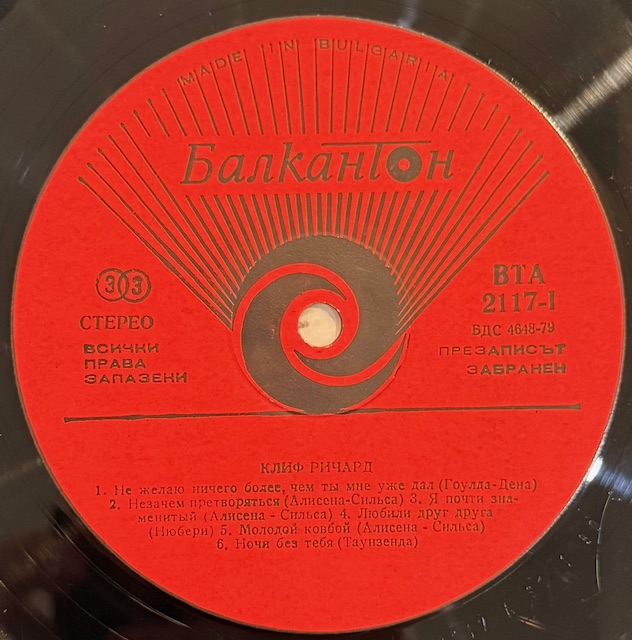 MADE IN BULGARIA
Балкантон
33
СТЕРЕО
ВСИЧКИ
ПРАВА
ЗАПАЗЕНИ
ВТА
2117-I
БДС 4648-79
ПРЕЗАПИСЪТ
ЗАБРАНЕН
КЛИФ РИЧАРД
1. Не желаю ничего более, чем ты мне уже дал (Гоулда-Дена)
2. Незачем претворяться (Алисена-Сильса) 3. Я почти зна-
менитый (Алисена - Сильса) 4. Любили друг друга
(Нюбери) 5. Молодой ковбой (Алисена - Сильса)
6. Ночи без тебя (Таунзенда)